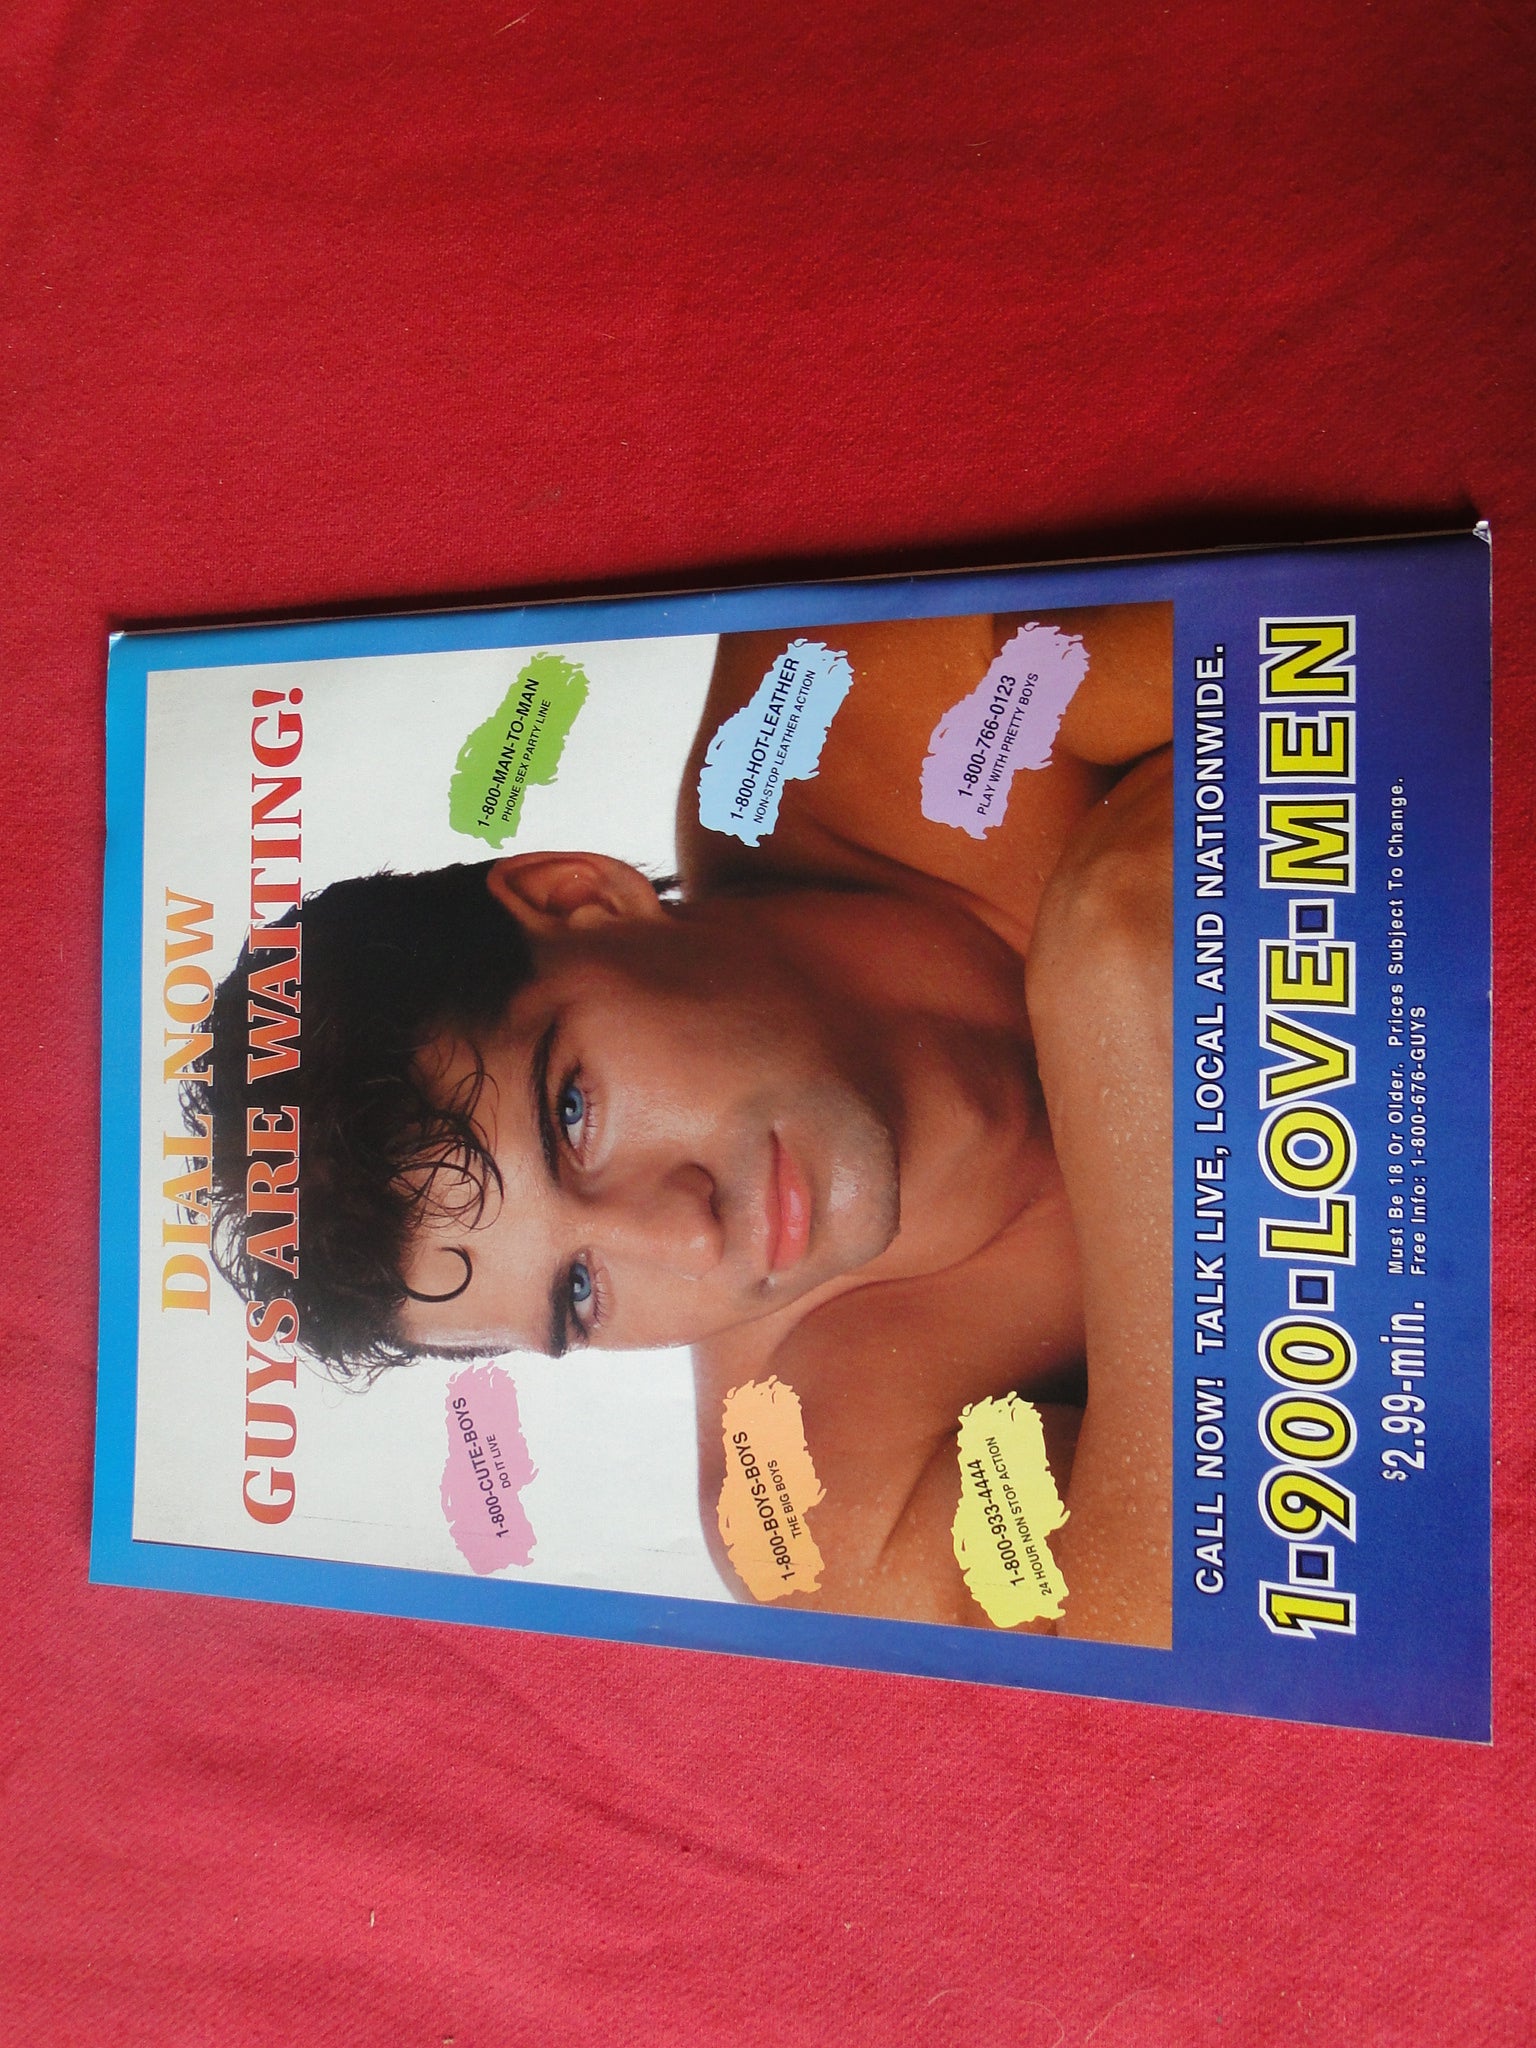 DIAL NOW
GUYS ARE WAITING!
1-800-CUTE-BOYS
DO IT LIVE
1-800-MAN-TO-MAN
PHONE SEX PARTY LINE
1-800-BOYS-BOYS
THE BIG BOYS
1-800-HOT-LEATHER
NON-STOP LEATHER ACTION
1-800-933-4444
24 HOUR NON STOP ACTION
1-800-766-0123
PLAY WITH PRETTY BOYS
CALL NOW! TALK LIVE, LOCAL AND NATIONWIDE.
1-900-LOVE-MEN
$2.99-min. Must Be 18 Or Older. Prices Subject To Change.
Free Info: 1-800-676-GUYS